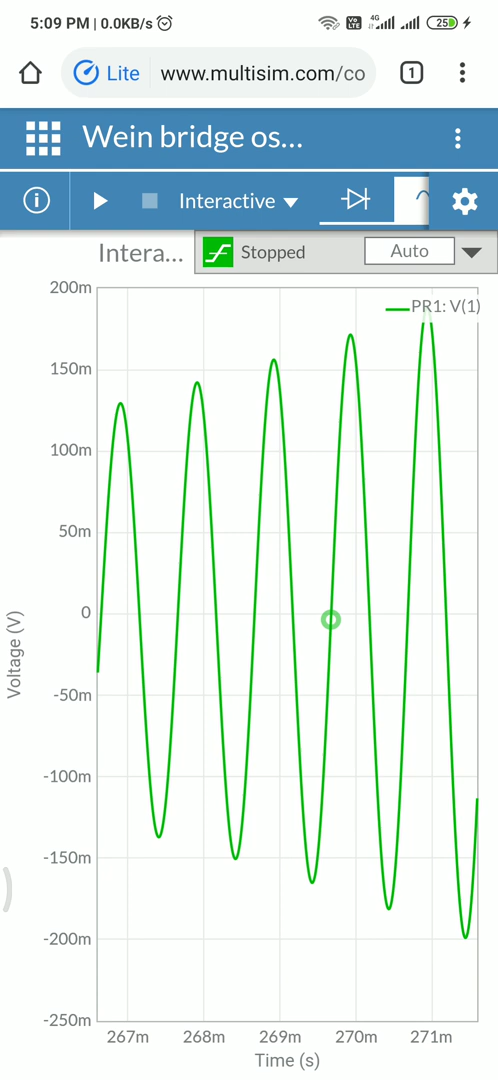 5:09 PM | 0.0KB/s Vo LTE 4G 25
Lite www.multisim.com/co 1
Wein bridge os...
Interactive
Intera... Stopped Auto
200m
PR1: V(1)
150m
100m
50m
0
-50m
-100m
-150m
-200m
-250m
Voltage (V)
267m 268m 269m 270m 271m
Time (s)